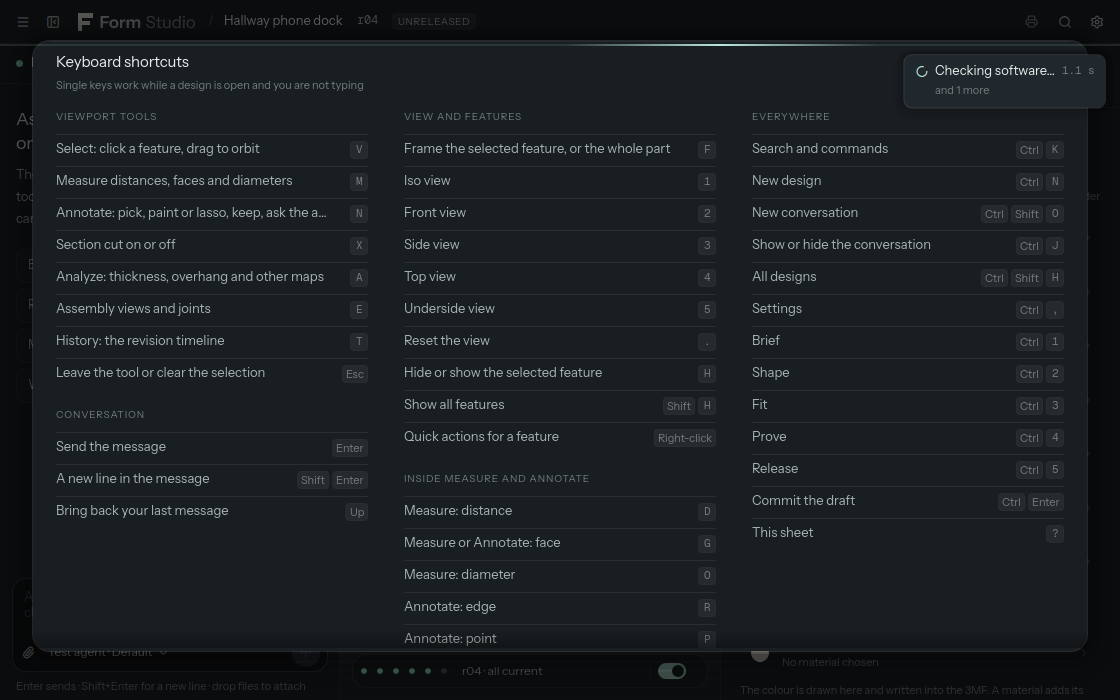 Form Studio / Hallway phone dock r04 UNRELEASED
Keyboard shortcuts
Single keys work while a design is open and you are not typing
Checking software... 1.1 s
and 1 more
VIEWPORT TOOLS
Select: click a feature, drag to orbit V
Measure distances, faces and diameters M
Annotate: pick, paint or lasso, keep, ask the a... N
Section cut on or off X
Analyze: thickness, overhang and other maps A
Assembly views and joints E
History: the revision timeline T
Leave the tool or clear the selection Esc
CONVERSATION
Send the message Enter
A new line in the message Shift Enter
Bring back your last message Up
VIEW AND FEATURES
Frame the selected feature, or the whole part F
Iso view 1
Front view 2
Side view 3
Top view 4
Underside view 5
Reset the view .
Hide or show the selected feature H
Show all features Shift H
Quick actions for a feature Right-click
INSIDE MEASURE AND ANNOTATE
Measure: distance D
Measure or Annotate: face G
Measure: diameter O
Annotate: edge R
Annotate: point P
EVERYWHERE
Search and commands Ctrl K
New design Ctrl N
New conversation Ctrl Shift O
Show or hide the conversation Ctrl J
All designs Ctrl Shift H
Settings Ctrl ,
Brief Ctrl 1
Shape Ctrl 2
Fit Ctrl 3
Prove Ctrl 4
Release Ctrl 5
Commit the draft Ctrl Enter
This sheet ?
Test agent · Default
Enter sends · Shift+Enter for a new line · drop files to attach
r04 · all current
No material chosen
The colour is drawn here and written into the 3MF. A material adds its